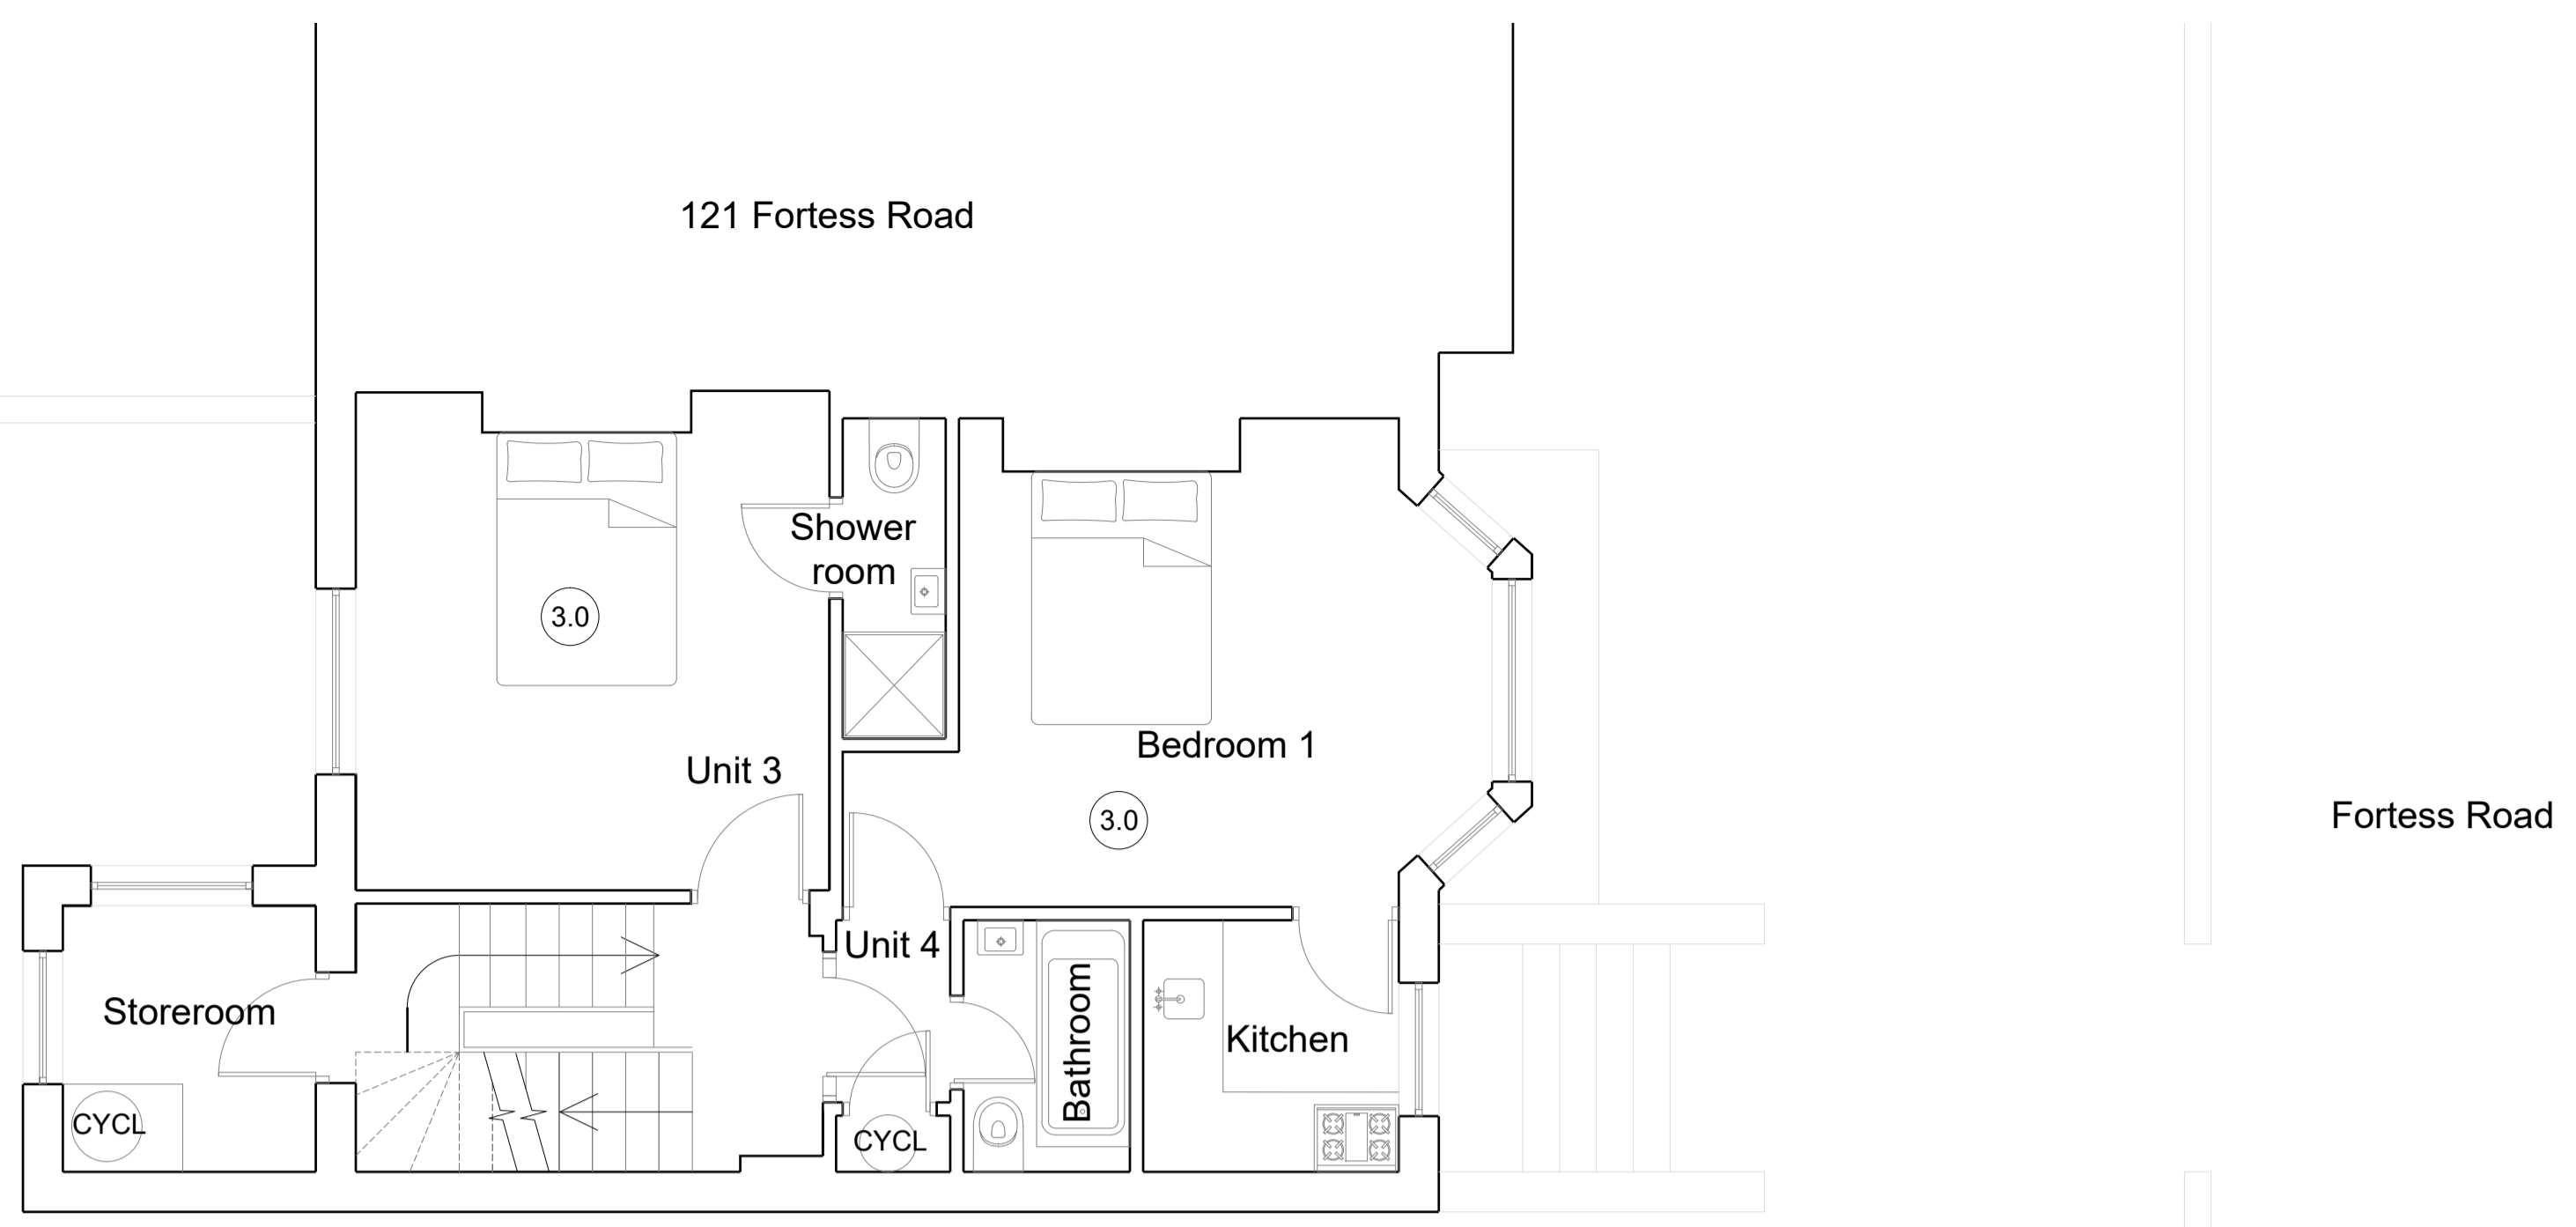 121 Fortess Road
Shower
room
3.0
Unit 3
Bedroom 1
3.0
Fortess Road
Unit 4
Storeroom
Bathroom
Kitchen
CYCL
CYCL